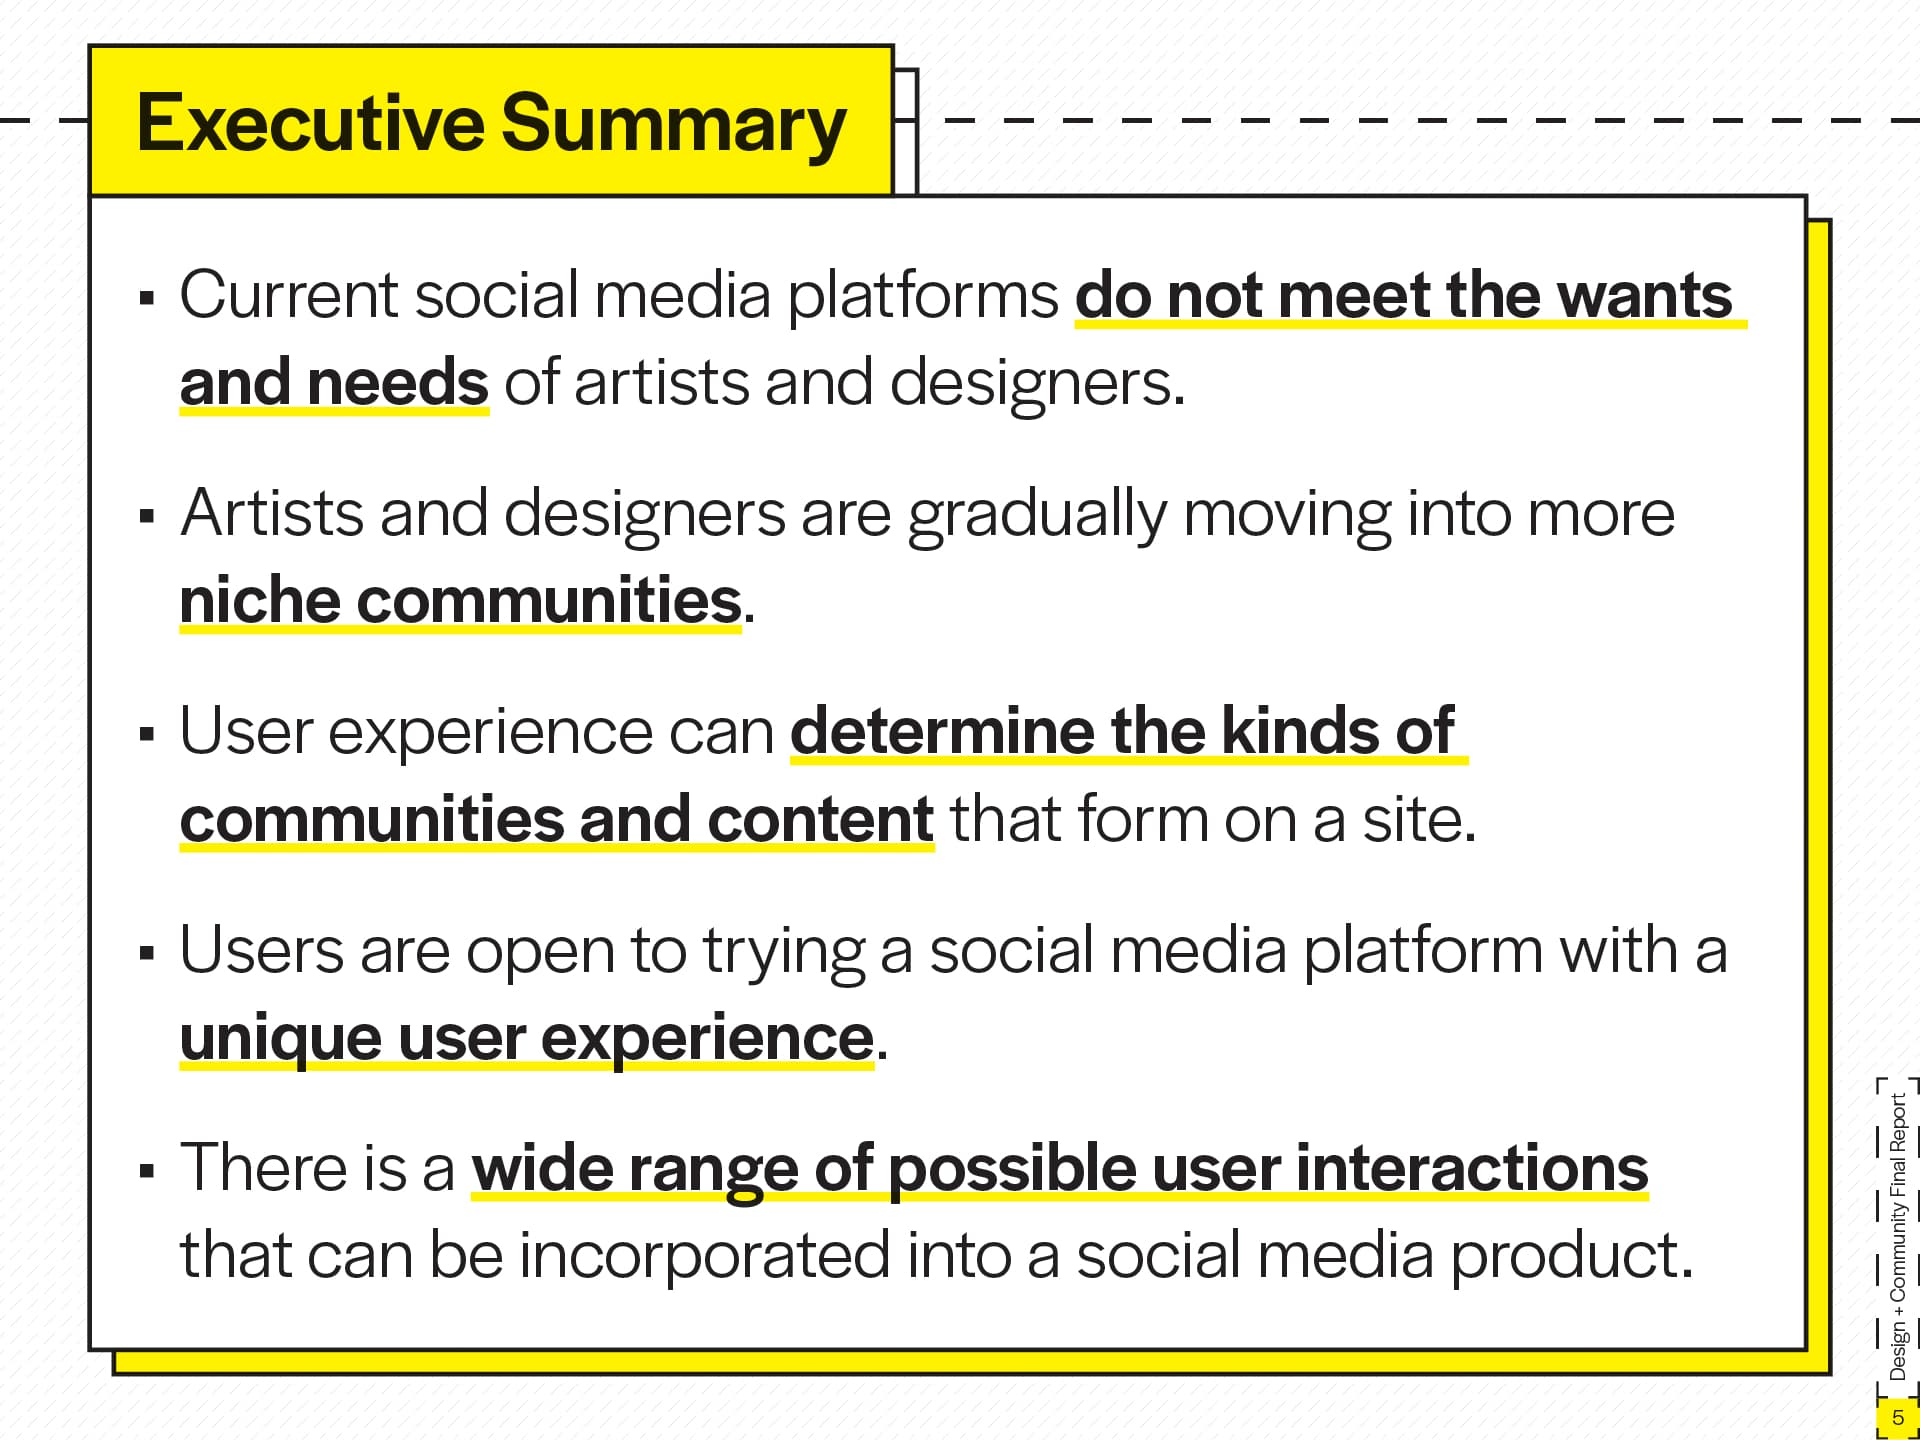 Executive Summary
▪ Current social media platforms do not meet the wants
and needs of artists and designers.
▪ Artists and designers are gradually moving into more
niche communities.
▪ User experience can determine the kinds of
communities and content that form on a site.
▪ Users are open to trying a social media platform with a
unique user experience.
▪ There is a wide range of possible user interactions
that can be incorporated into a social media product.
Design + Community Final Report
5